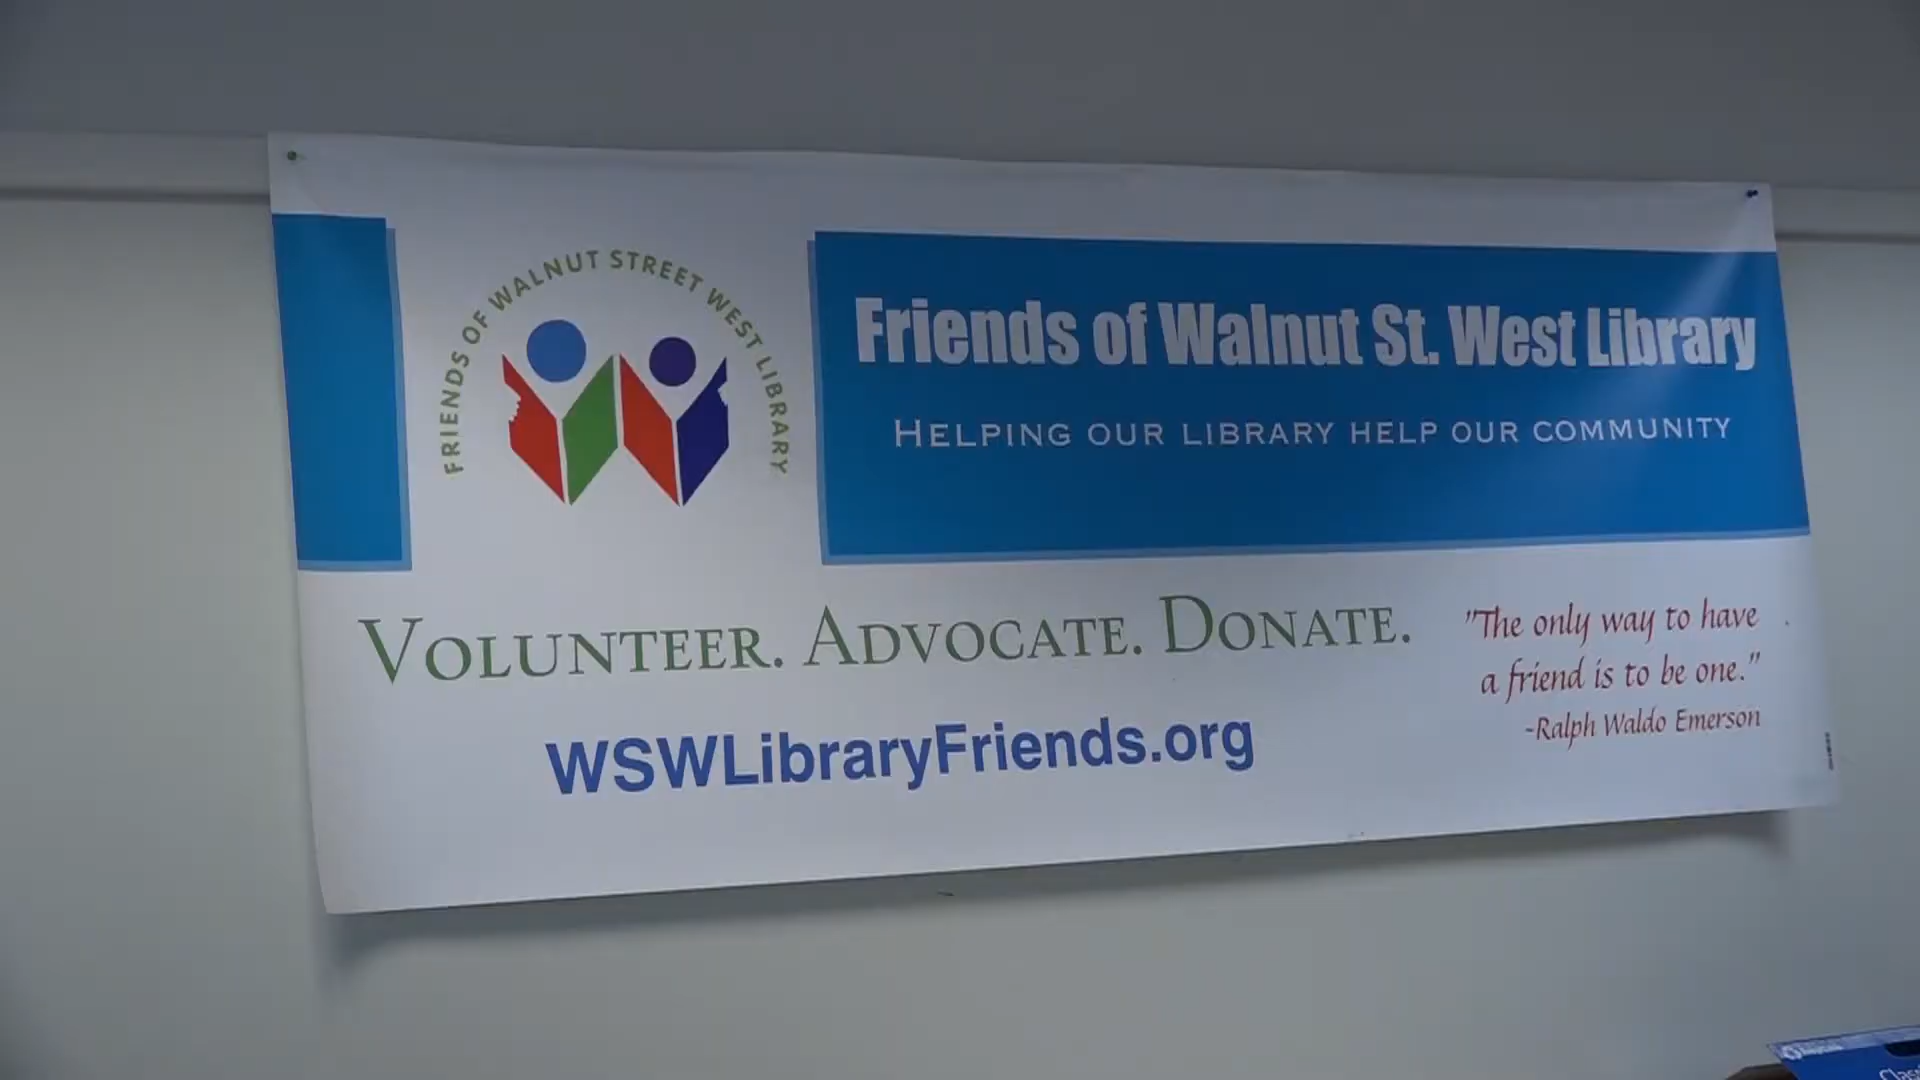 FRIENDS OF WALNUT STREET WEST LIBRARY
Friends of Walnut St. West Library
HELPING OUR LIBRARY HELP OUR COMMUNITY
VOLUNTEER. ADVOCATE. DONATE.
WSWLibraryFriends.org
"The only way to have
a friend is to be one."
-Ralph Waldo Emerson